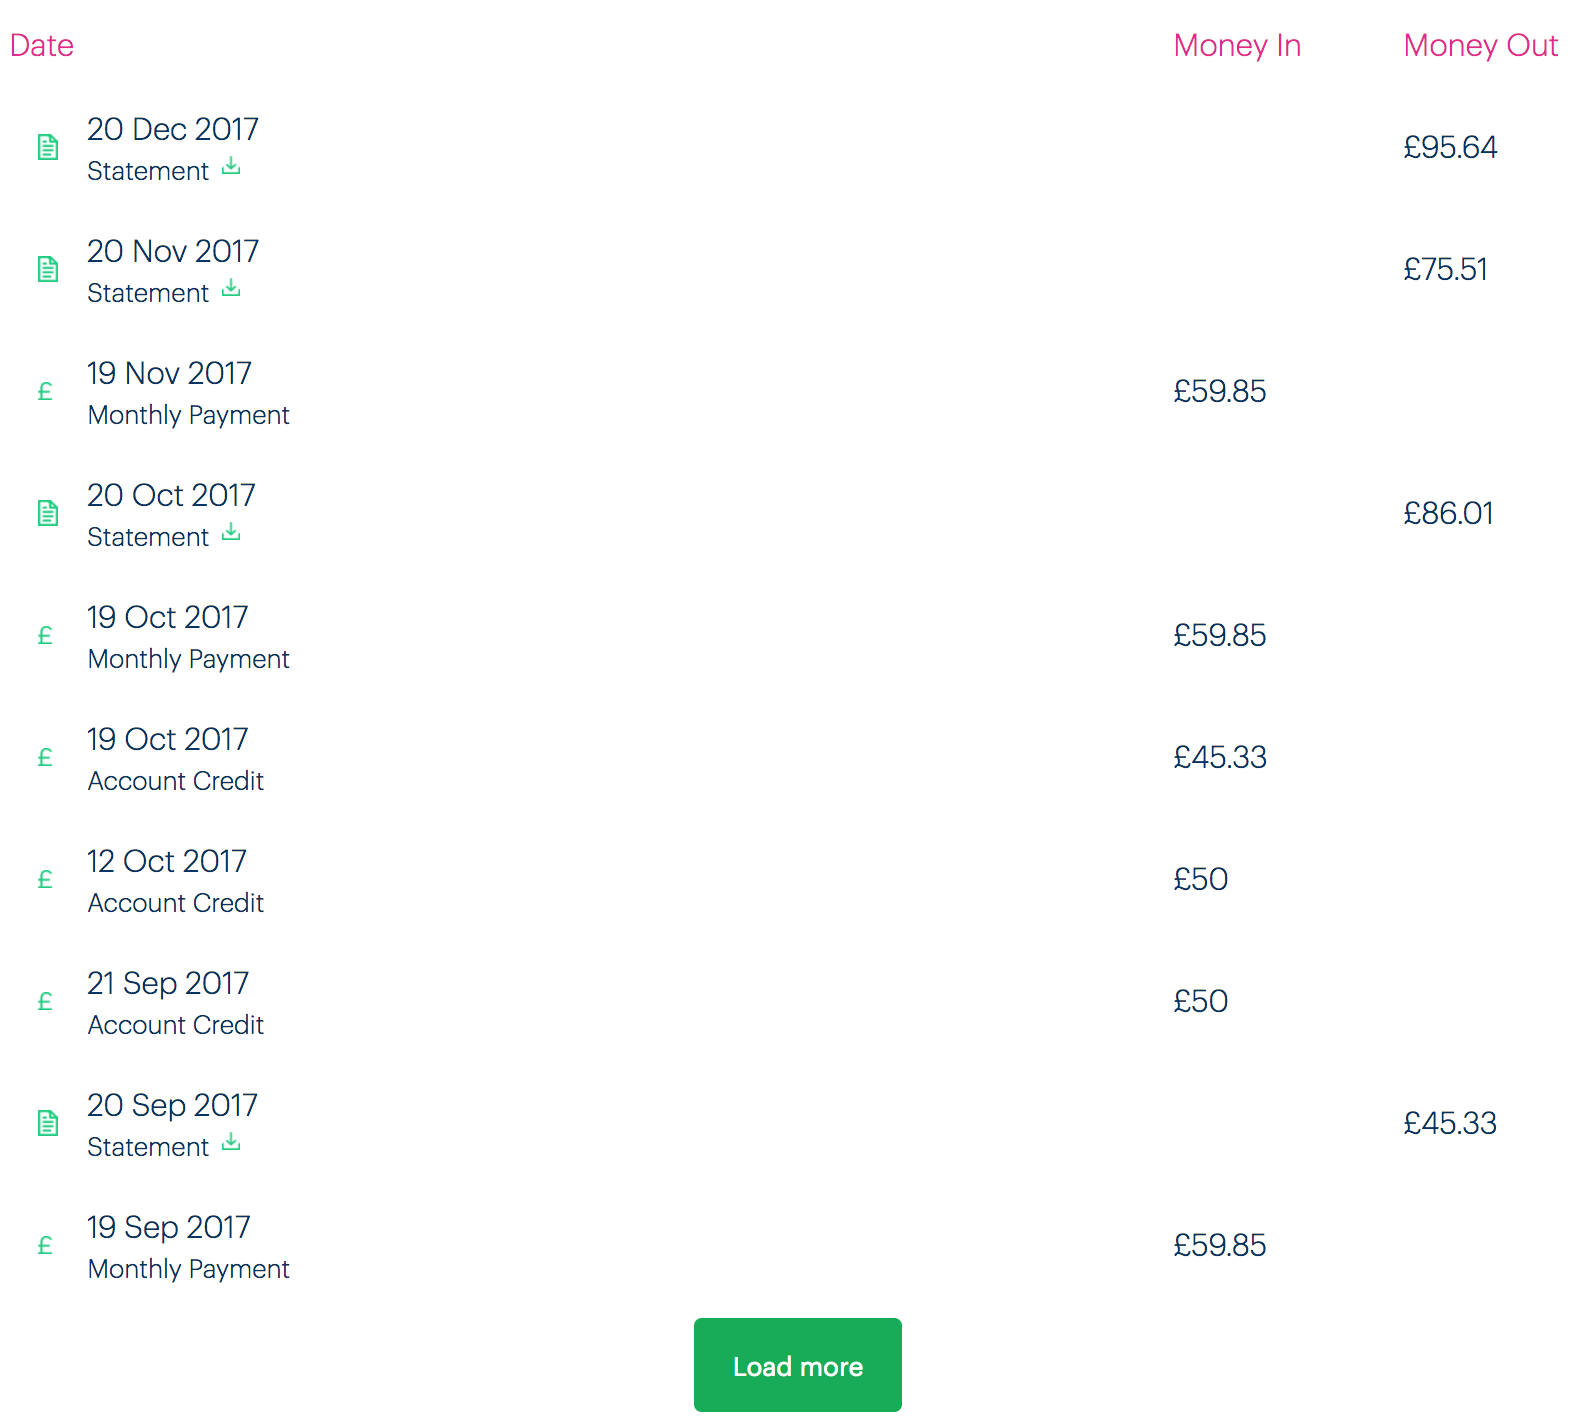 Date Money In Money Out
20 Dec 2017
Statement
£95.64
20 Nov 2017
Statement
£75.51
19 Nov 2017
Monthly Payment
£59.85
20 Oct 2017
Statement
£86.01
19 Oct 2017
Monthly Payment
£59.85
19 Oct 2017
Account Credit
£45.33
12 Oct 2017
Account Credit
£50
21 Sep 2017
Account Credit
£50
20 Sep 2017
Statement
£45.33
19 Sep 2017
Monthly Payment
£59.85
Load more